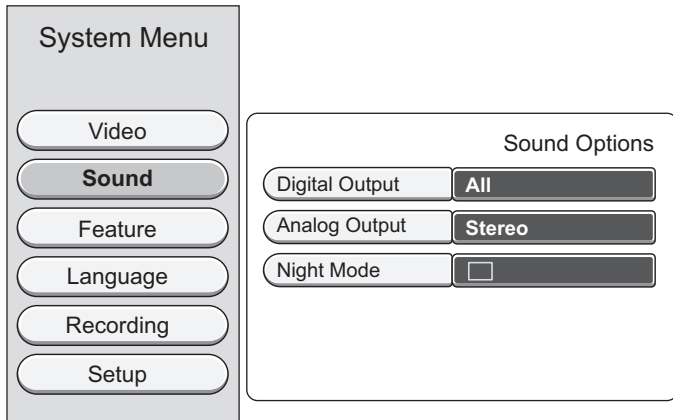 System Menu
Video
Sound
Feature
Language
Recording
Setup
Sound Options
Digital Output All
Analog Output Stereo
Night Mode